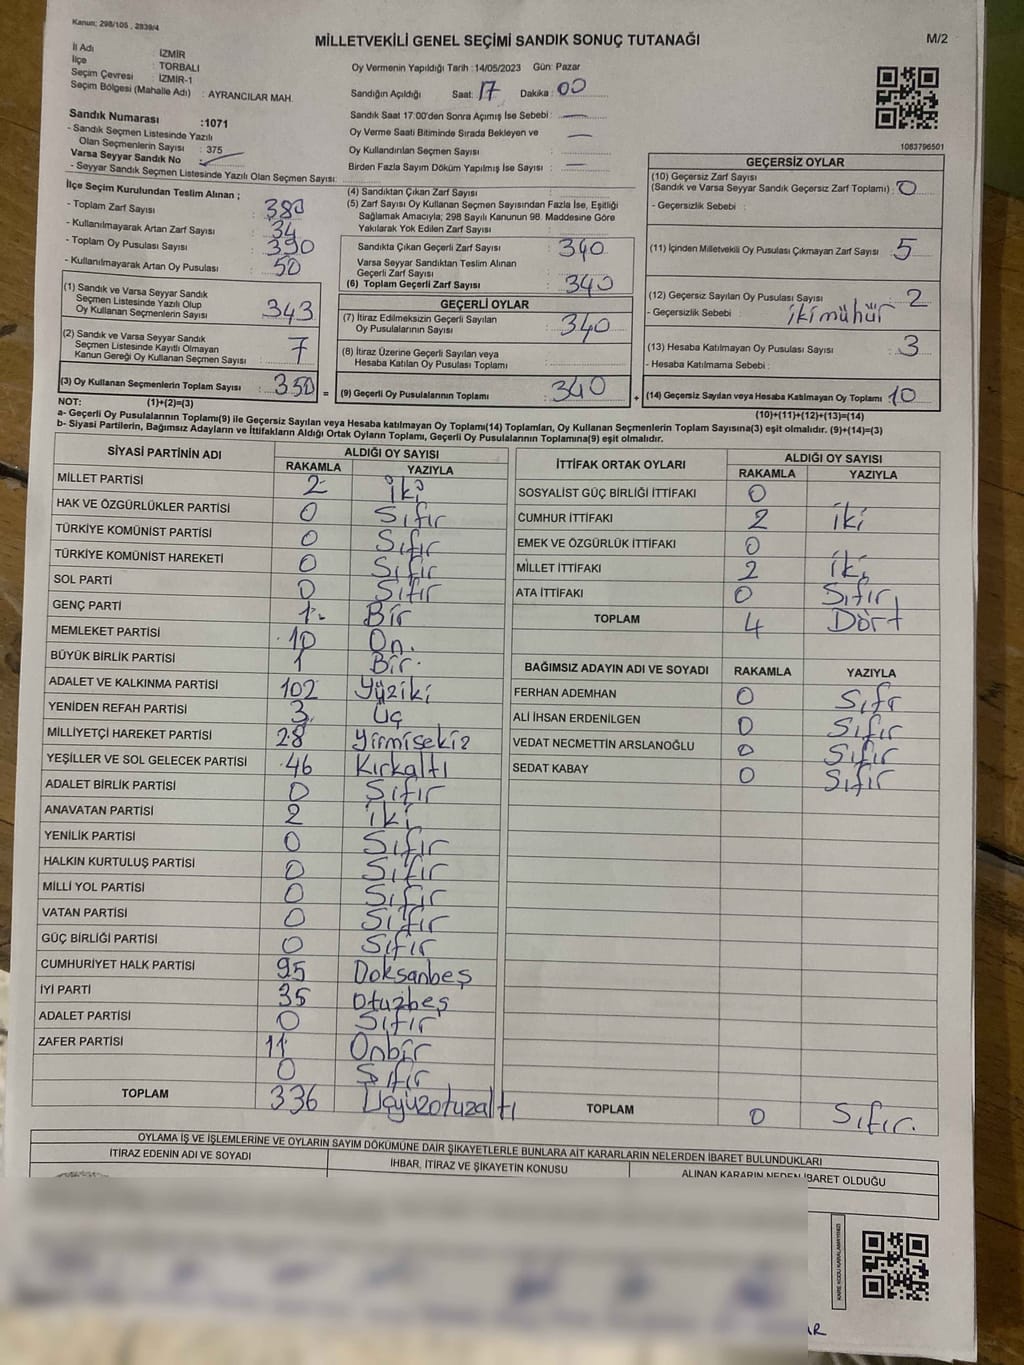 Kanun; 298/105 , 2839/4
MİLLETVEKİLİ GENEL SEÇİMİ SANDIK SONUÇ TUTANAĞI
M/2
İl Adı : İZMİR
İlçe : TORBALI
Seçim Çevresi : İZMİR-1
Seçim Bölgesi (Mahalle Adı) : AYRANCILAR MAH.
Oy Vermenin Yapıldığı Tarih :14/05/2023 Gün: Pazar
Sandığın Açıldığı Saat: 17 Dakika : 00
Sandık Saat 17:00'den Sonra Açımış İse Sebebi : —
Oy Verme Saati Bitiminde Sırada Bekleyen ve —
Oy Kullandırılan Seçmen Sayısı :
Birden Fazla Sayım Döküm Yapılmış İse Sayısı : —
1083796501
Sandık Numarası :1071
- Sandık Seçmen Listesinde Yazılı
Olan Seçmenlerin Sayısı : 375
Varsa Seyyar Sandık No :
- Seyyar Sandık Seçmen Listesinde Yazılı Olan Seçmen Sayısı:
İlçe Seçim Kurulundan Teslim Alınan ;
- Toplam Zarf Sayısı : 380
- Kullanılmayarak Artan Zarf Sayısı : 34
- Toplam Oy Pusulası Sayısı : 390
- Kullanılmayarak Artan Oy Pusulası : 50
(1) Sandık ve Varsa Seyyar Sandık
Seçmen Listesinde Yazılı Olup
Oy Kullanan Seçmenlerin Sayısı : 343
(2) Sandık ve Varsa Seyyar Sandık
Seçmen Listesinde Kayıtlı Olmayan
Kanun Gereği Oy Kullanan Seçmen Sayısı : 7
(3) Oy Kullanan Seçmenlerin Toplam Sayısı : 350 =
(4) Sandıktan Çıkan Zarf Sayısı :
(5) Zarf Sayısı Oy Kullanan Seçmen Sayısından Fazla İse, Eşitliği
Sağlamak Amacıyla; 298 Sayılı Kanunun 98. Maddesine Göre
Yakılarak Yok Edilen Zarf Sayısı :
Sandıkta Çıkan Geçerli Zarf Sayısı : 340
Varsa Seyyar Sandıktan Teslim Alınan
Geçerli Zarf Sayısı :
(6) Toplam Geçerli Zarf Sayısı : 340
GEÇERLİ OYLAR
(7) İtiraz Edilmeksizin Geçerli Sayılan
Oy Pusulalarının Sayısı : 340
(8) İtiraz Üzerine Geçerli Sayılan veya
Hesaba Katılan Oy Pusulası Toplamı :
(9) Geçerli Oy Pusulalarının Toplamı : 340 +
GEÇERSİZ OYLAR
(10) Geçersiz Zarf Sayısı
(Sandık ve Varsa Seyyar Sandık Geçersiz Zarf Toplamı) : 0
- Geçersizlik Sebebi :
(11) İçinden Milletvekili Oy Pusulası Çıkmayan Zarf Sayısı : 5
(12) Geçersiz Sayılan Oy Pusulası Sayısı : 2
- Geçersizlik Sebebi : iki mühür
(13) Hesaba Katılmayan Oy Pusulası Sayısı : 3
- Hesaba Katılmama Sebebi :
(14) Geçersiz Sayılan veya Hesaba Katılmayan Oy Toplamı : 10
NOT: (1)+(2)=(3)
(10)+(11)+(12)+(13)=(14)
a- Geçerli Oy Pusulalarının Toplamı(9) ile Geçersiz Sayılan veya Hesaba katılmayan Oy Toplamı(14) Toplamları, Oy Kullanan Seçmenlerin Toplam Sayısına(3) eşit olmalıdır. (9)+(14)=(3)
b- Siyasi Partilerin, Bağımsız Adayların ve İttifakların Aldığı Ortak Oyların Toplamı, Geçerli Oy Pusulalarının Toplamına(9) eşit olmalıdır.
SİYASİ PARTİNİN ADI ALDIĞI OY SAYISI
RAKAMLA YAZIYLA
MİLLET PARTİSİ 2 iki
HAK VE ÖZGÜRLÜKLER PARTİSİ 0 Sıfır
TÜRKİYE KOMÜNİST PARTİSİ 0 Sıfır
TÜRKİYE KOMÜNİST HAREKETİ 0 Sıfır
SOL PARTİ 0 Sıfır
GENÇ PARTİ 1 Bir
MEMLEKET PARTİSİ 10 On.
BÜYÜK BİRLİK PARTİSİ 1 Bir.
ADALET VE KALKINMA PARTİSİ 102 Yüziki
YENİDEN REFAH PARTİSİ 3 Üç
MİLLİYETÇİ HAREKET PARTİSİ 28 Yirmisekiz
YEŞİLLER VE SOL GELECEK PARTİSİ 46 Kırkaltı
ADALET BİRLİK PARTİSİ 0 Sıfır
ANAVATAN PARTİSİ 2 iki
YENİLİK PARTİSİ 0 Sıfır
HALKIN KURTULUŞ PARTİSİ 0 Sıfır
MİLLİ YOL PARTİSİ 0 Sıfır
VATAN PARTİSİ 0 Sıfır
GÜÇ BİRLİĞİ PARTİSİ 0 Sıfır
CUMHURİYET HALK PARTİSİ 95 Doksanbeş
İYİ PARTİ 35 Otuzbeş
ADALET PARTİSİ 0 Sıfır
ZAFER PARTİSİ 11 Onbir
0 Sıfır
TOPLAM 336 Üçyüzotuzaltı
İTTİFAK ORTAK OYLARI ALDIĞI OY SAYISI
RAKAMLA YAZIYLA
SOSYALİST GÜÇ BİRLİĞİ İTTİFAKI 0
CUMHUR İTTİFAKI 2 iki
EMEK VE ÖZGÜRLÜK İTTİFAKI 0
MİLLET İTTİFAKI 2 iki
ATA İTTİFAKI 0 Sıfır
TOPLAM 4 Dört
BAĞIMSIZ ADAYIN ADI VE SOYADI RAKAMLA YAZIYLA
FERHAN ADEMHAN 0 Sıfr
ALİ İHSAN ERDENİLGEN 0 Sıfır
VEDAT NECMETTİN ARSLANOĞLU 0 Sıfır
SEDAT KABAY 0 Sıfır
TOPLAM 0 Sıfır.
OYLAMA İŞ VE İŞLEMLERİNE VE OYLARIN SAYIM DÖKÜMÜNE DAİR ŞİKAYETLERLE BUNLARA AİT KARARLARIN NELERDEN İBARET BULUNDUKLARI
İTİRAZ EDENİN ADI VE SOYADI İHBAR, İTİRAZ VE ŞİKAYETİN KONUSU ALINAN KARARIN NEDEN İBARET OLDUĞU
KARE KODU KARALAMAYINIZ!
AR